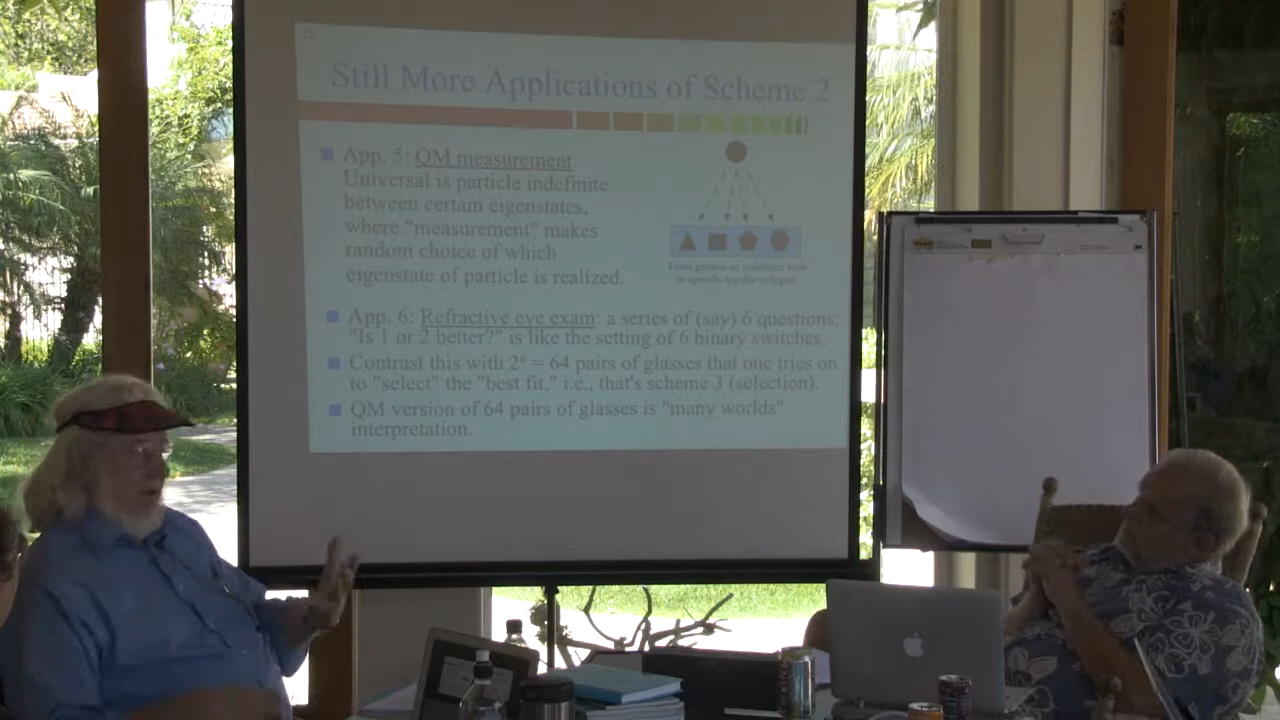 Still More Applications of Scheme 2
App. 5: QM measurement
Universal is particle indefinite
between certain eigenstates,
where "measurement" makes
random choice of which
eigenstate of particle is realized.
App. 6: Refractive eye exam: a series of (say) 6 questions;
"Is 1 or 2 better?" is like the setting of 6 binary switches.
Contrast this with 2⁶ = 64 pairs of glasses that one tries on
to "select" the "best fit," i.e., that's scheme 3 (selection).
QM version of 64 pairs of glasses is "many worlds"
interpretation.